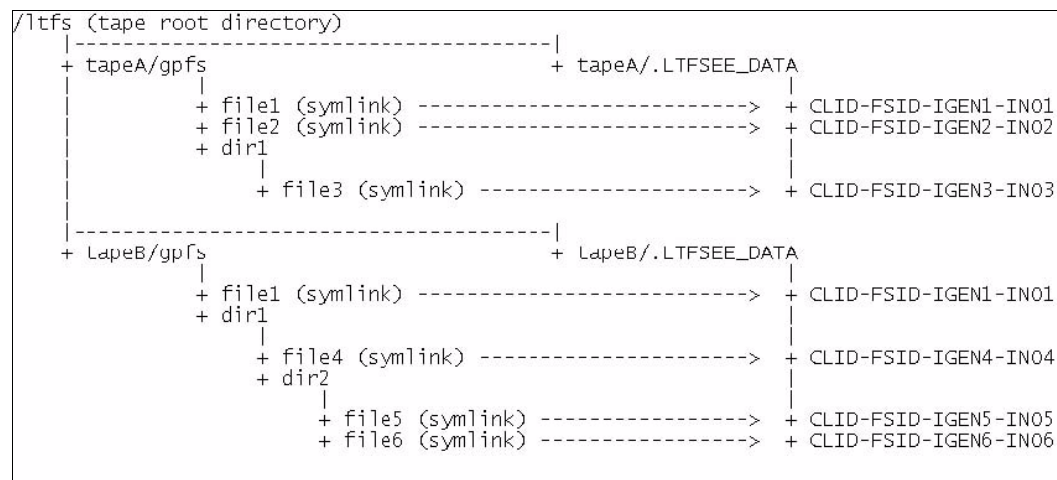 /ltfs (tape root directory)
|-------------------------------------|
+ tapeA/gpfs + tapeA/.LTFSEE_DATA
+ file1 (symlink) --------------------------> + CLID-FSID-IGEN1-INO1
+ file2 (symlink) --------------------------> + CLID-FSID-IGEN2-INO2
+ dir1
+ file3 (symlink) --------------------> + CLID-FSID-IGEN3-INO3
|-------------------------------------|
+ tapeB/gpfs + tapeB/.LTFSEE_DATA
+ file1 (symlink) --------------------------> + CLID-FSID-IGEN1-INO1
+ dir1
+ file4 (symlink) --------------------> + CLID-FSID-IGEN4-INO4
+ dir2
+ file5 (symlink) ----------------> + CLID-FSID-IGEN5-INO5
+ file6 (symlink) ----------------> + CLID-FSID-IGEN6-INO6